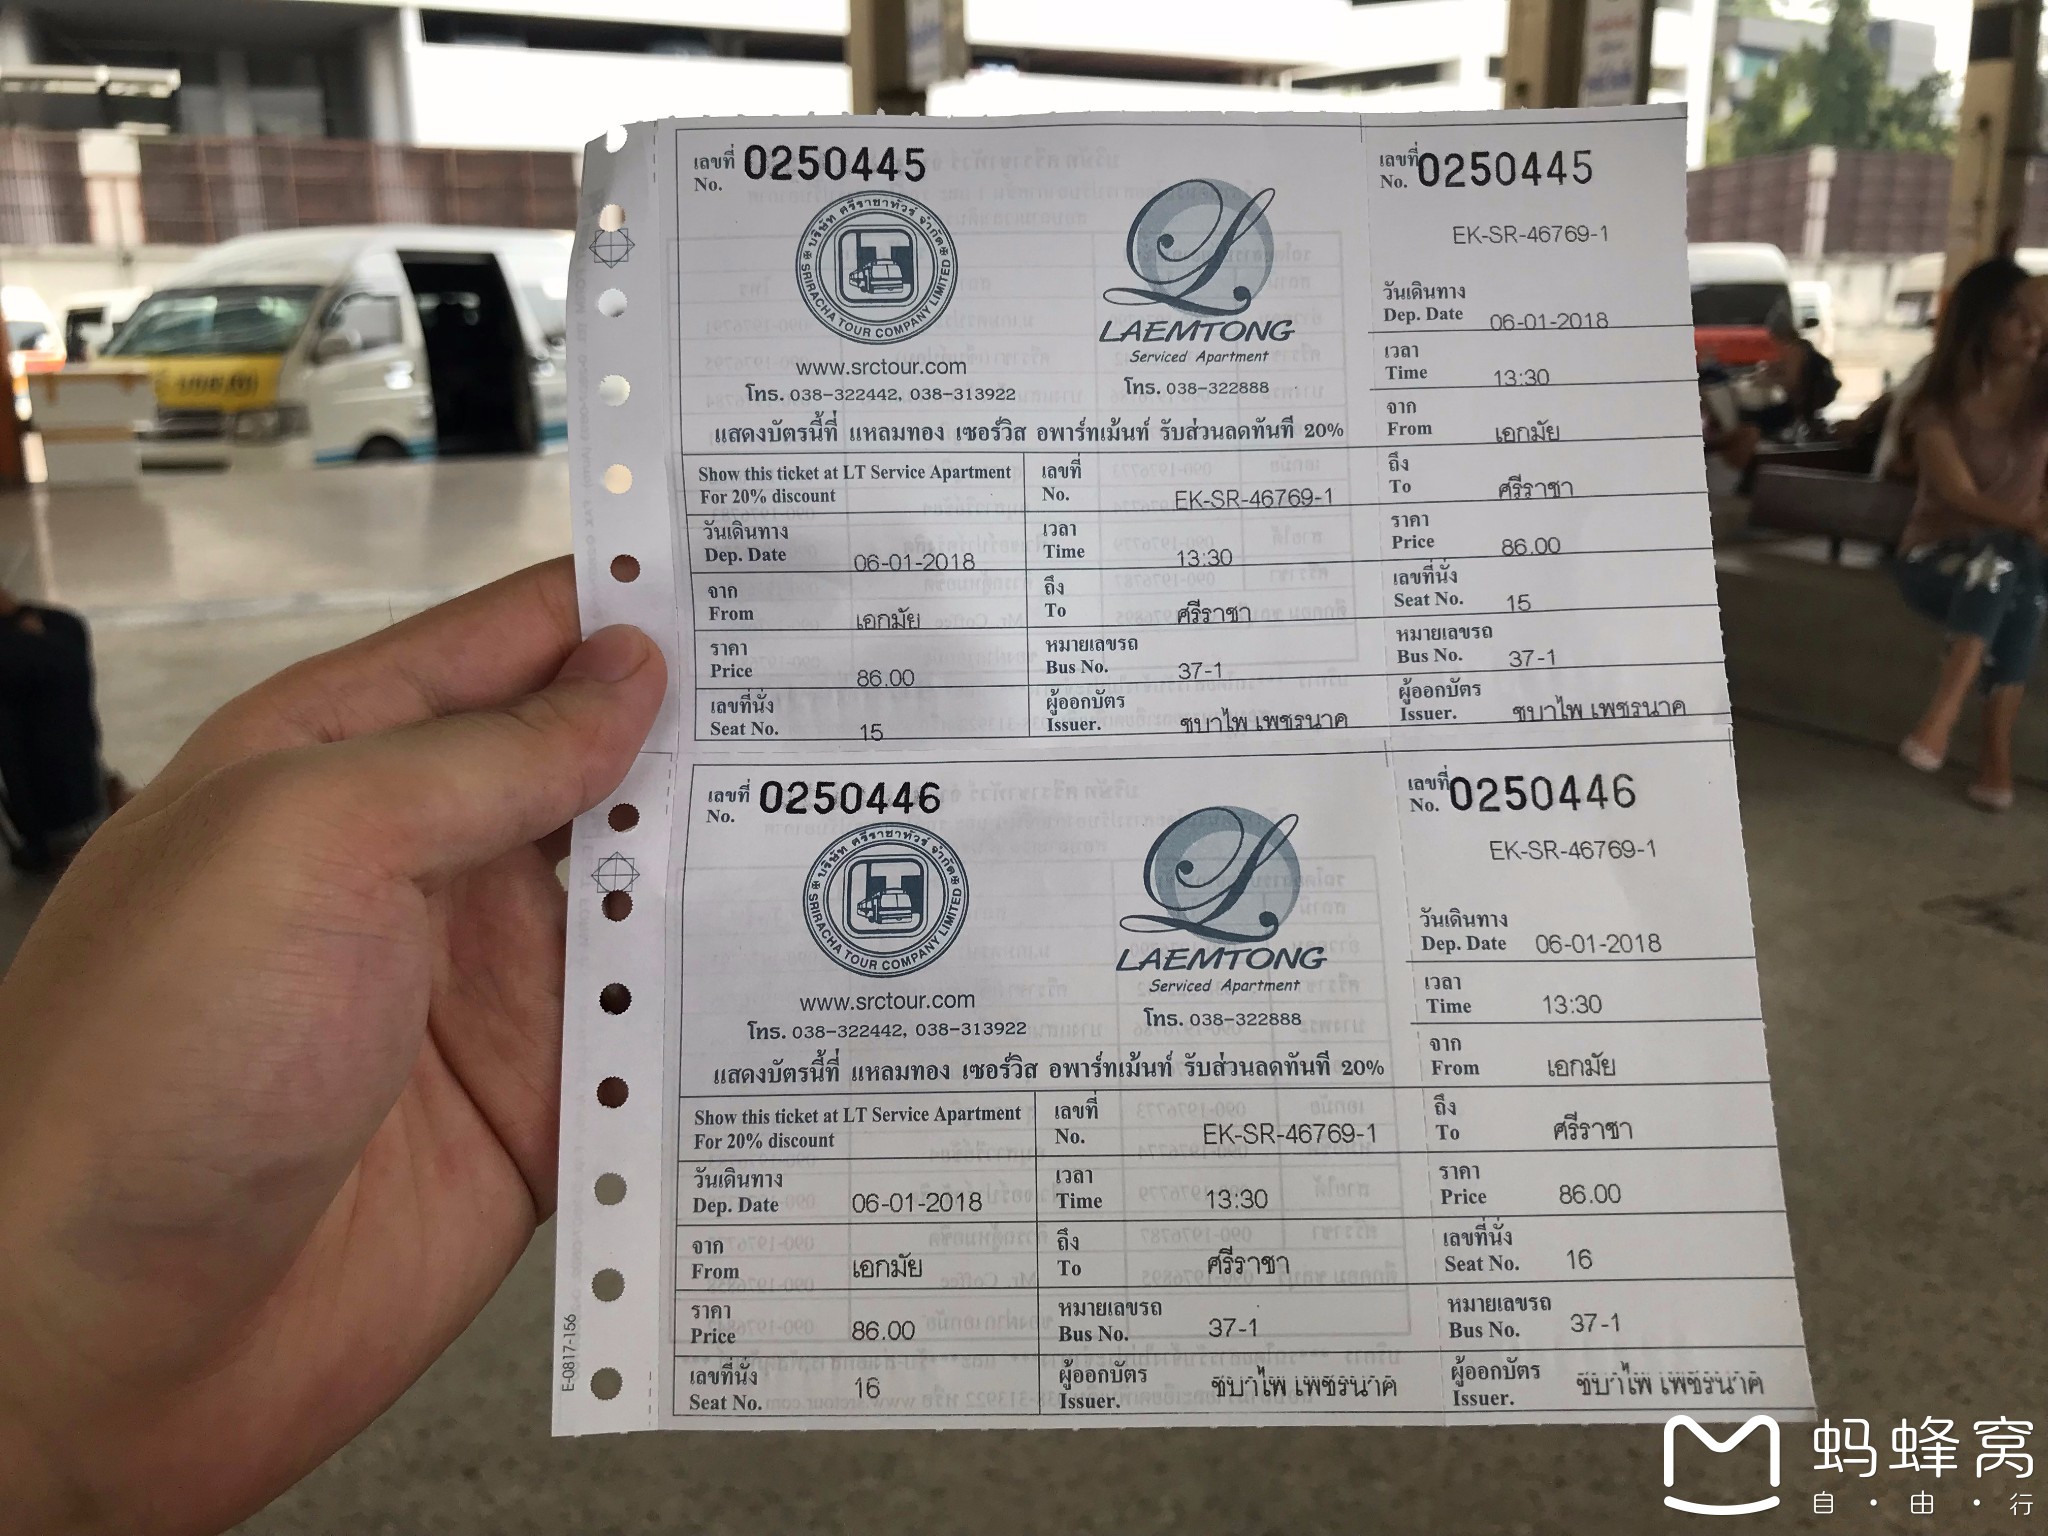 เลขที่
No. 0250445
บริษัท ศรีราชาทัวร์ จำกัด
SRIRACHA TOUR COMPANY LIMITED
www.srctour.com
โทร. 038-322442, 038-313922
LAEMTONG
Serviced Apartment
โทร. 038-322888
แสดงบัตรนี้ที่ แหลมทอง เซอร์วิส อพาร์ทเม้นท์ รับส่วนลดทันที 20%
Show this ticket at LT Service Apartment
For 20% discount
เลขที่
No. EK-SR-46769-1
วันเดินทาง
Dep. Date 06-01-2018
เวลา
Time 13:30
จาก
From เอกมัย
ถึง
To ศรีราชา
ราคา
Price 86.00
หมายเลขรถ
Bus No. 37-1
เลขที่นั่ง
Seat No. 15
ผู้ออกบัตร
Issuer. ชบาไพ เพชรนาค
เลขที่
No. 0250445
EK-SR-46769-1
วันเดินทาง
Dep. Date 06-01-2018
เวลา
Time 13:30
จาก
From เอกมัย
ถึง
To ศรีราชา
ราคา
Price 86.00
เลขที่นั่ง
Seat No. 15
หมายเลขรถ
Bus No. 37-1
ผู้ออกบัตร
Issuer. ชบาไพ เพชรนาค
เลขที่
No. 0250446
บริษัท ศรีราชาทัวร์ จำกัด
SRIRACHA TOUR COMPANY LIMITED
www.srctour.com
โทร. 038-322442, 038-313922
LAEMTONG
Serviced Apartment
โทร. 038-322888
แสดงบัตรนี้ที่ แหลมทอง เซอร์วิส อพาร์ทเม้นท์ รับส่วนลดทันที 20%
Show this ticket at LT Service Apartment
For 20% discount
เลขที่
No. EK-SR-46769-1
วันเดินทาง
Dep. Date 06-01-2018
เวลา
Time 13:30
จาก
From เอกมัย
ถึง
To ศรีราชา
ราคา
Price 86.00
หมายเลขรถ
Bus No. 37-1
เลขที่นั่ง
Seat No. 16
ผู้ออกบัตร
Issuer. ชบาไพ เพชรนาค
เลขที่
No. 0250446
EK-SR-46769-1
วันเดินทาง
Dep. Date 06-01-2018
เวลา
Time 13:30
จาก
From เอกมัย
ถึง
To ศรีราชา
ราคา
Price 86.00
เลขที่นั่ง
Seat No. 16
หมายเลขรถ
Bus No. 37-1
ผู้ออกบัตร
Issuer. ชบาไพ เพชรนาค
E-0817-156
蚂蜂窝
自·由·行